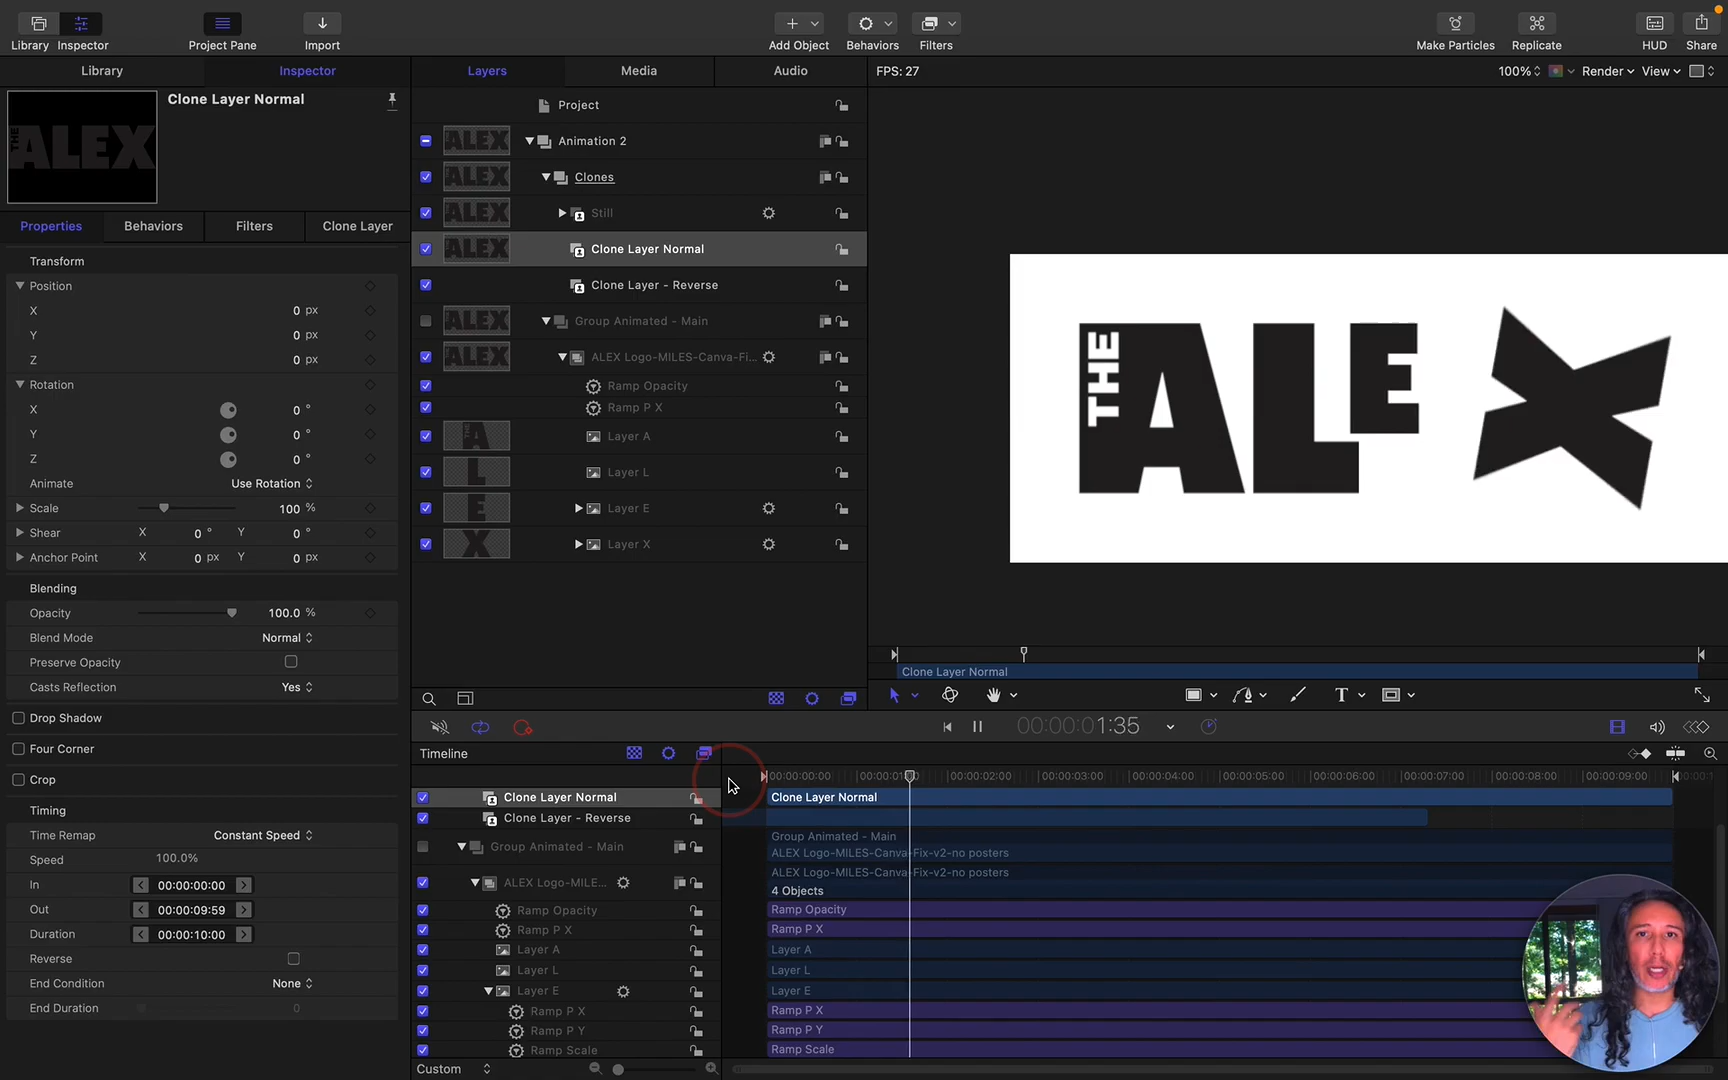 Library
Inspector
Project Pane
Import
Add Object
Behaviors
Filters
Make Particles
Replicate
HUD
Share
Library
Inspector
Layers
Media
Audio
FPS: 27
100%
Render
View
Clone Layer Normal
THE ALEX
Properties
Behaviors
Filters
Clone Layer
Transform
Position
X 0 px
Y 0 px
Z 0 px
Rotation
X 0 °
Y 0 °
Z 0 °
Animate Use Rotation
Scale 100 %
Shear X 0 ° Y 0 °
Anchor Point X 0 px Y 0 px
Blending
Opacity 100.0 %
Blend Mode Normal
Preserve Opacity
Casts Reflection Yes
Drop Shadow
Four Corner
Crop
Timing
Time Remap Constant Speed
Speed 100.0%
In 00:00:00:00
Out 00:00:09:59
Duration 00:00:10:00
Reverse
End Condition None
End Duration 0
Project
ALEX Animation 2
ALEX Clones
ALEX Still
ALEX Clone Layer Normal
Clone Layer - Reverse
ALEX Group Animated - Main
ALEX ALEX Logo-MILES-Canva-Fi...
Ramp Opacity
Ramp P X
A Layer A
L Layer L
E Layer E
X Layer X
THE
ALEX
Clone Layer Normal
00:00:01:35
Timeline
00:00:00:00
00:00:01
00:00:02:00
00:00:03:00
00:00:04:00
00:00:05:00
00:00:06:00
00:00:07:00
00:00:08:00
00:00:09:00
Clone Layer Normal
Clone Layer Normal
Clone Layer - Reverse
Group Animated - Main
Group Animated - Main
ALEX Logo-MILES-Canva-Fix-v2-no posters
ALEX Logo-MILE...
ALEX Logo-MILES-Canva-Fix-v2-no posters
4 Objects
Ramp Opacity
Ramp Opacity
Ramp P X
Ramp P X
Layer A
Layer A
Layer L
Layer L
Layer E
Layer E
Ramp P X
Ramp P X
Ramp P Y
Ramp P Y
Ramp Scale
Ramp Scale
Custom